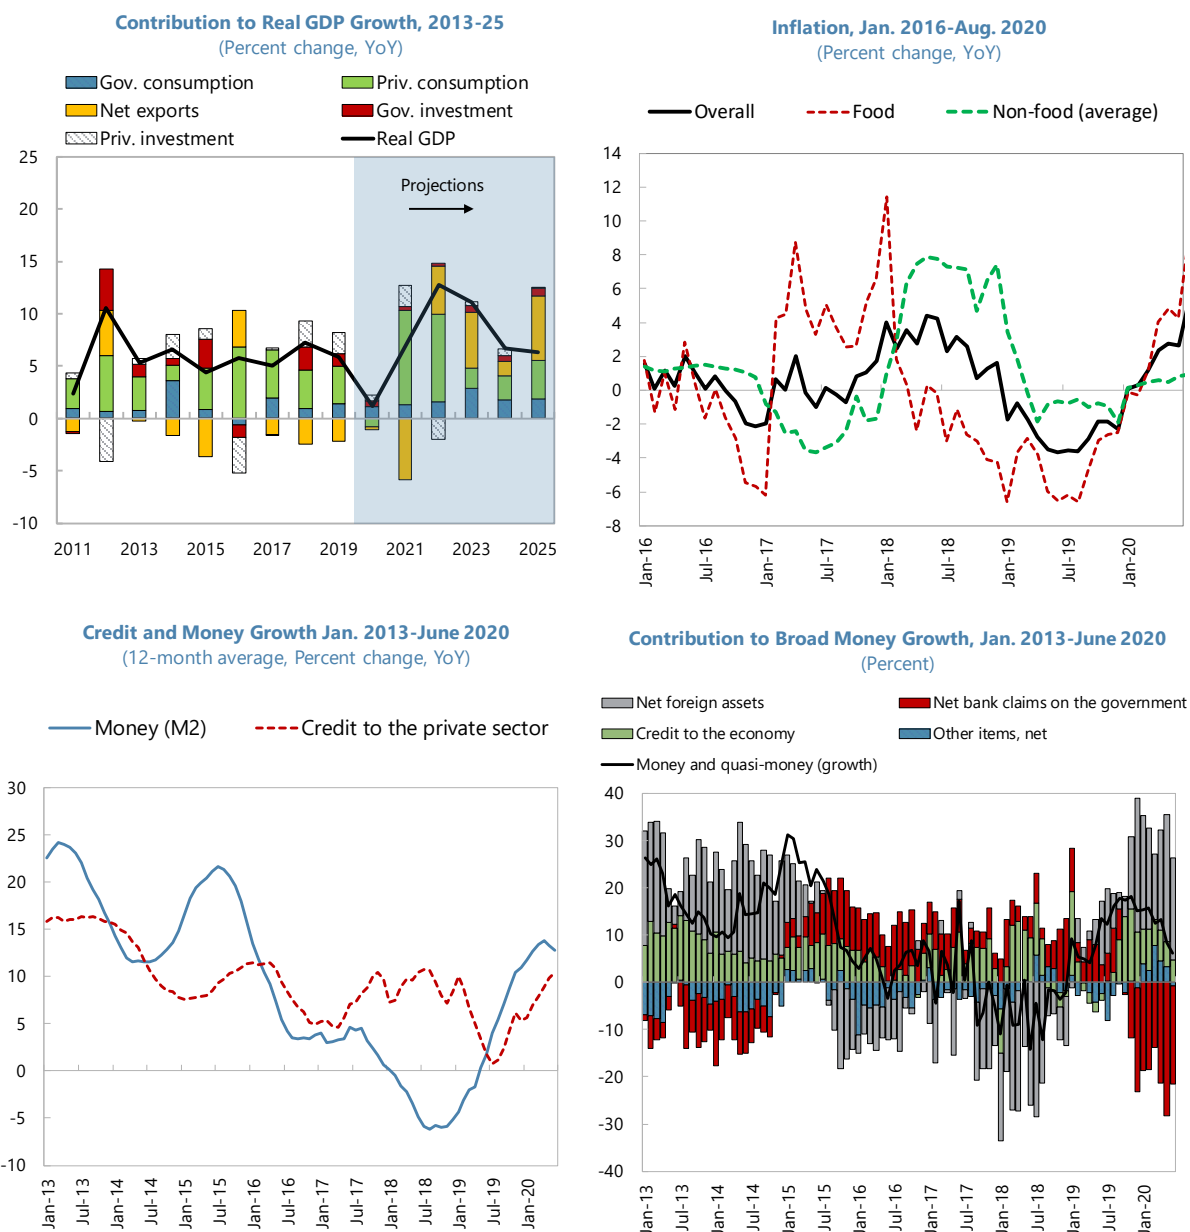 Contribution to Real GDP Growth, 2013-25
(Percent change, YoY)
Gov. consumption
Priv. consumption
Net exports
Gov. investment
Priv. investment
Real GDP
25
20
15
10
5
0
-5
-10
Projections
2011 2013 2015 2017 2019 2021 2023 2025
Inflation, Jan. 2016-Aug. 2020
(Percent change, YoY)
Overall
Food
Non-food (average)
14
12
10
8
6
4
2
0
-2
-4
-6
-8
Jan-16
Jul-16
Jan-17
Jul-17
Jan-18
Jul-18
Jan-19
Jul-19
Jan-20
Credit and Money Growth Jan. 2013-June 2020
(12-month average, Percent change, YoY)
Money (M2)
Credit to the private sector
30
25
20
15
10
5
0
-5
-10
Jan-13
Jul-13
Jan-14
Jul-14
Jan-15
Jul-15
Jan-16
Jul-16
Jan-17
Jul-17
Jan-18
Jul-18
Jan-19
Jul-19
Jan-20
Contribution to Broad Money Growth, Jan. 2013-June 2020
(Percent)
Net foreign assets
Net bank claims on the government
Credit to the economy
Other items, net
Money and quasi-money (growth)
40
30
20
10
0
-10
-20
-30
-40
Jan-13
Jul-13
Jan-14
Jul-14
Jan-15
Jul-15
Jan-16
Jul-16
Jan-17
Jul-17
Jan-18
Jul-18
Jan-19
Jul-19
Jan-20